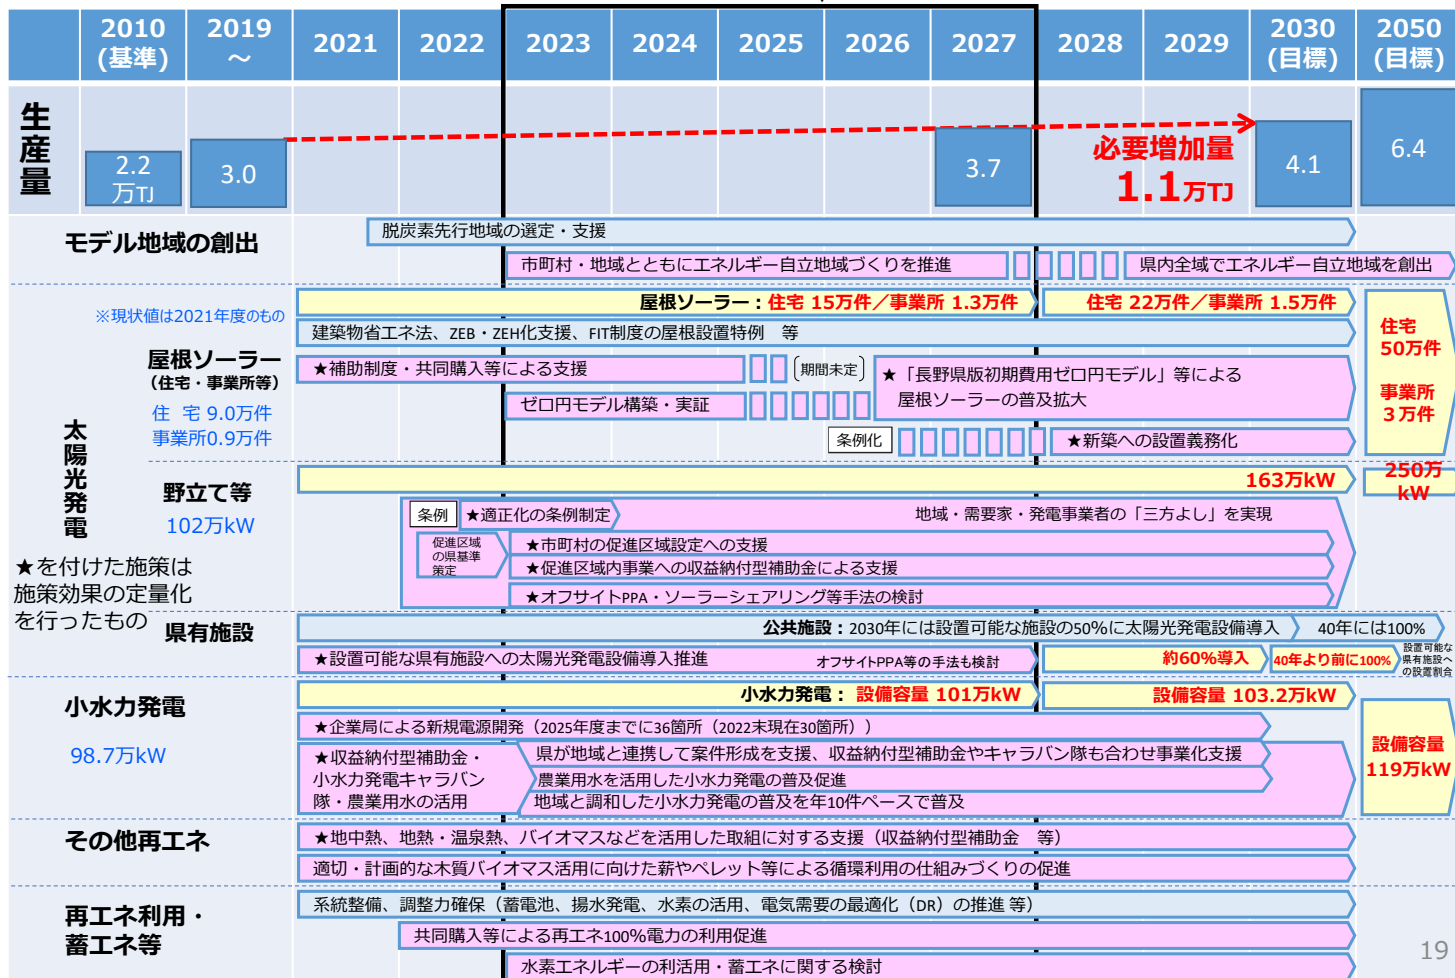 2010
(基準)
2019
～
2021
2022
2023
2024
2025
2026
2027
2028
2029
2030
(目標)
2050
(目標)
生産量
2.2
万TJ
3.0
3.7
必要増加量
1.1万TJ
4.1
6.4
モデル地域の創出
脱炭素先行地域の選定・支援
市町村・地域とともにエネルギー自立地域づくりを推進
県内全域でエネルギー自立地域を創出
太陽光発電
※現状値は2021年度のもの
屋根ソーラー
（住宅・事業所等）
住 宅 9.0万件
事業所0.9万件
屋根ソーラー：住宅 15万件／事業所 1.3万件
住宅 22万件／事業所 1.5万件
住宅
50万件
事業所
３万件
建築物省エネ法、ZEB・ZEH化支援、FIT制度の屋根設置特例　等
★補助制度・共同購入等による支援
（期間未定）
★「長野県版初期費用ゼロ円モデル」等による
屋根ソーラーの普及拡大
ゼロ円モデル構築・実証
条例化
★新築への設置義務化
野立て等
102万kW
163万kW
250万
kW
条例
★適正化の条例制定
地域・需要家・発電事業者の「三方よし」を実現
促進区域
の県基準
策定
★市町村の促進区域設定への支援
★促進区域内事業への収益納付型補助金による支援
★オフサイトPPA・ソーラーシェアリング等手法の検討
★を付けた施策は
施策効果の定量化
を行ったもの
県有施設
公共施設：2030年には設置可能な施設の50%に太陽光発電設備導入
40年には100%
★設置可能な県有施設への太陽光発電設備導入推進
オフサイトPPA等の手法も検討
約60%導入
40年より前に100%
設置可能な
県有施設へ
の設置割合
小水力発電
98.7万kW
小水力発電： 設備容量 101万kW
設備容量 103.2万kW
設備容量
119万kW
★企業局による新規電源開発（2025年度までに36箇所（2022末現在30箇所））
★収益納付型補助金・
小水力発電キャラバン
隊・農業用水の活用
県が地域と連携して案件形成を支援、収益納付型補助金やキャラバン隊も合わせ事業化支援
農業用水を活用した小水力発電の普及促進
地域と調和した小水力発電の普及を年10件ペースで普及
その他再エネ
★地中熱、地熱・温泉熱、バイオマスなどを活用した取組に対する支援（収益納付型補助金　等）
適切・計画的な木質バイオマス活用に向けた薪やペレット等による循環利用の仕組みづくりの促進
再エネ利用・
蓄エネ等
系統整備、調整力確保（蓄電池、揚水発電、水素の活用、電気需要の最適化（DR）の推進 等）
共同購入等による再エネ100%電力の利用促進
水素エネルギーの利活用・蓄エネに関する検討
19